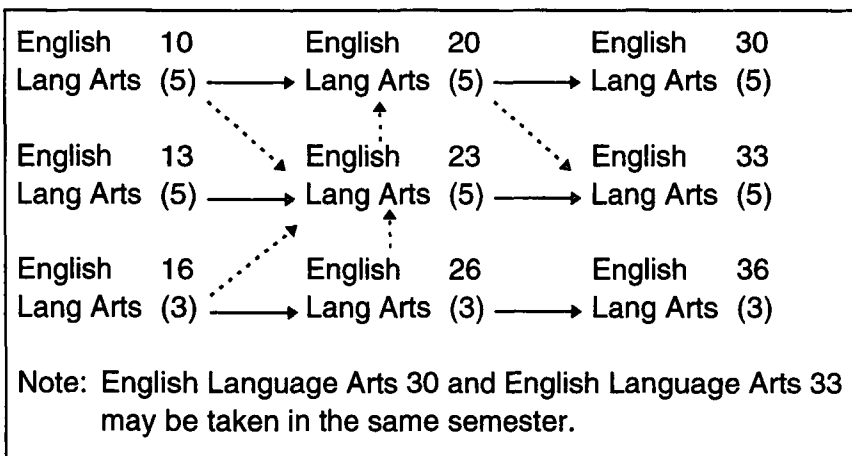 English 10 English 20 English 30
Lang Arts (5) Lang Arts (5) Lang Arts (5)
English 13 English 23 English 33
Lang Arts (5) Lang Arts (5) Lang Arts (5)
English 16 English 26 English 36
Lang Arts (3) Lang Arts (3) Lang Arts (3)
Note: English Language Arts 30 and English Language Arts 33
may be taken in the same semester.